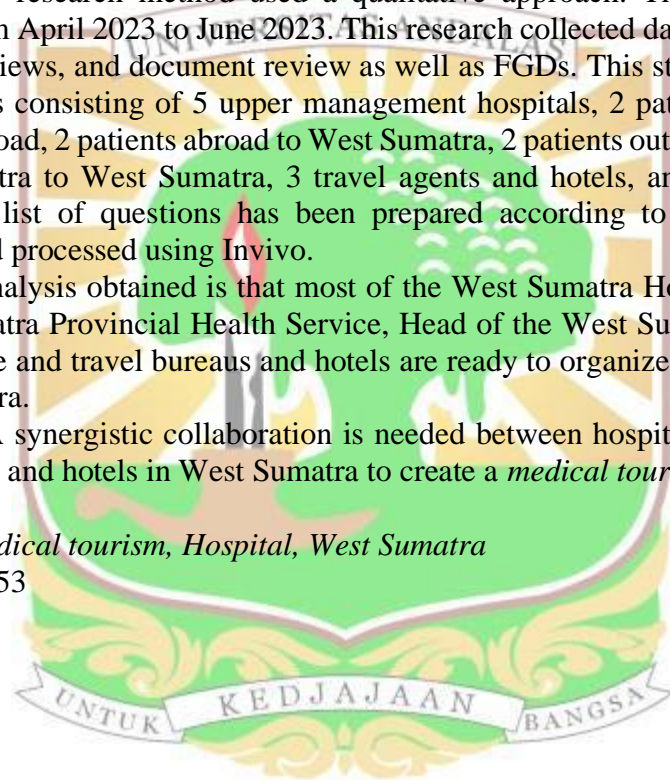 research method used a qualitative approach. T
n April 2023 to June 2023. This research collected da
UNIVERSITAS ANDALAS
views, and document review as well as FGDs. This st
s consisting of 5 upper management hospitals, 2 pat
oad, 2 patients abroad to West Sumatra, 2 patients out
tra to West Sumatra, 3 travel agents and hotels, an
list of questions has been prepared according to
d processed using Invivo.
nalysis obtained is that most of the West Sumatra Ho
atra Provincial Health Service, Head of the West Su
e and travel bureaus and hotels are ready to organize
ra.
A synergistic collaboration is needed between hospit
and hotels in West Sumatra to create a medical tour
dical tourism, Hospital, West Sumatra
53
UNTUK KEDJAJAAN BANGSA